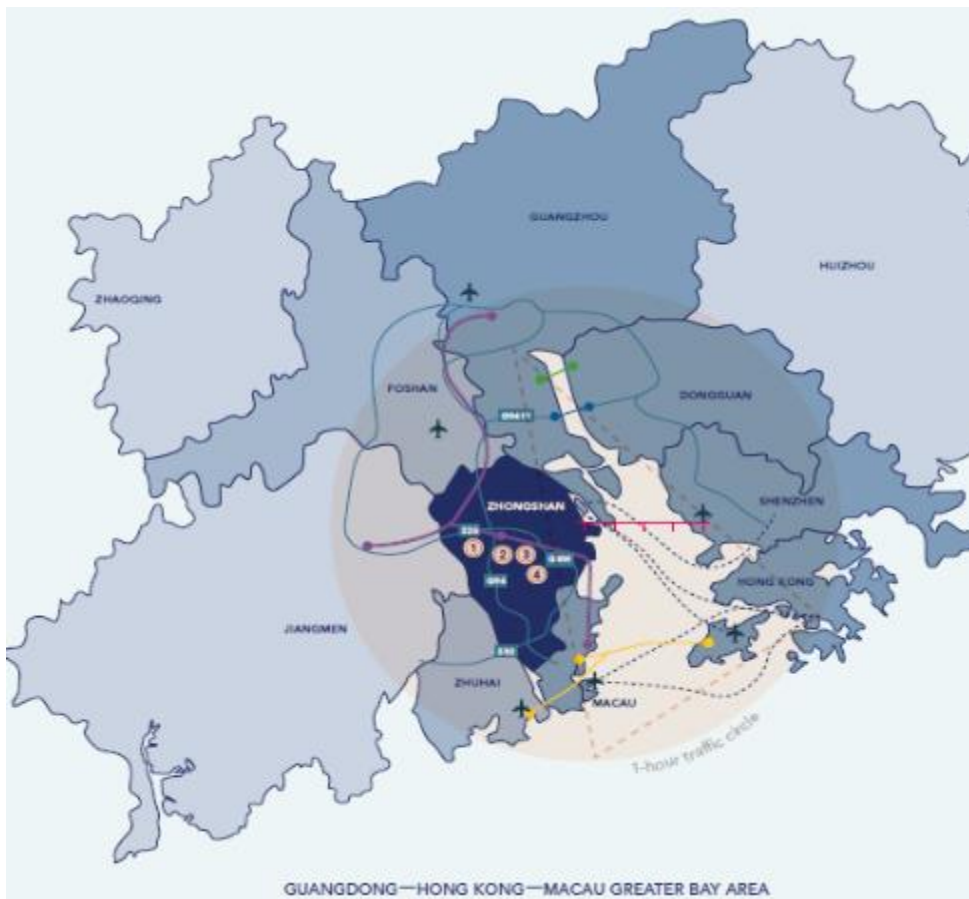 GUANGZHOU
HUIZHOU
ZHAOQING
FOSHAN
DONGGUAN
ZHONGSHAN
SHENZHEN
1
2
3
4
HONG KONG
JIANGMEN
ZHUHAI
MACAU
1-hour traffic circle
GUANGDONG—HONG KONG—MACAU GREATER BAY AREA